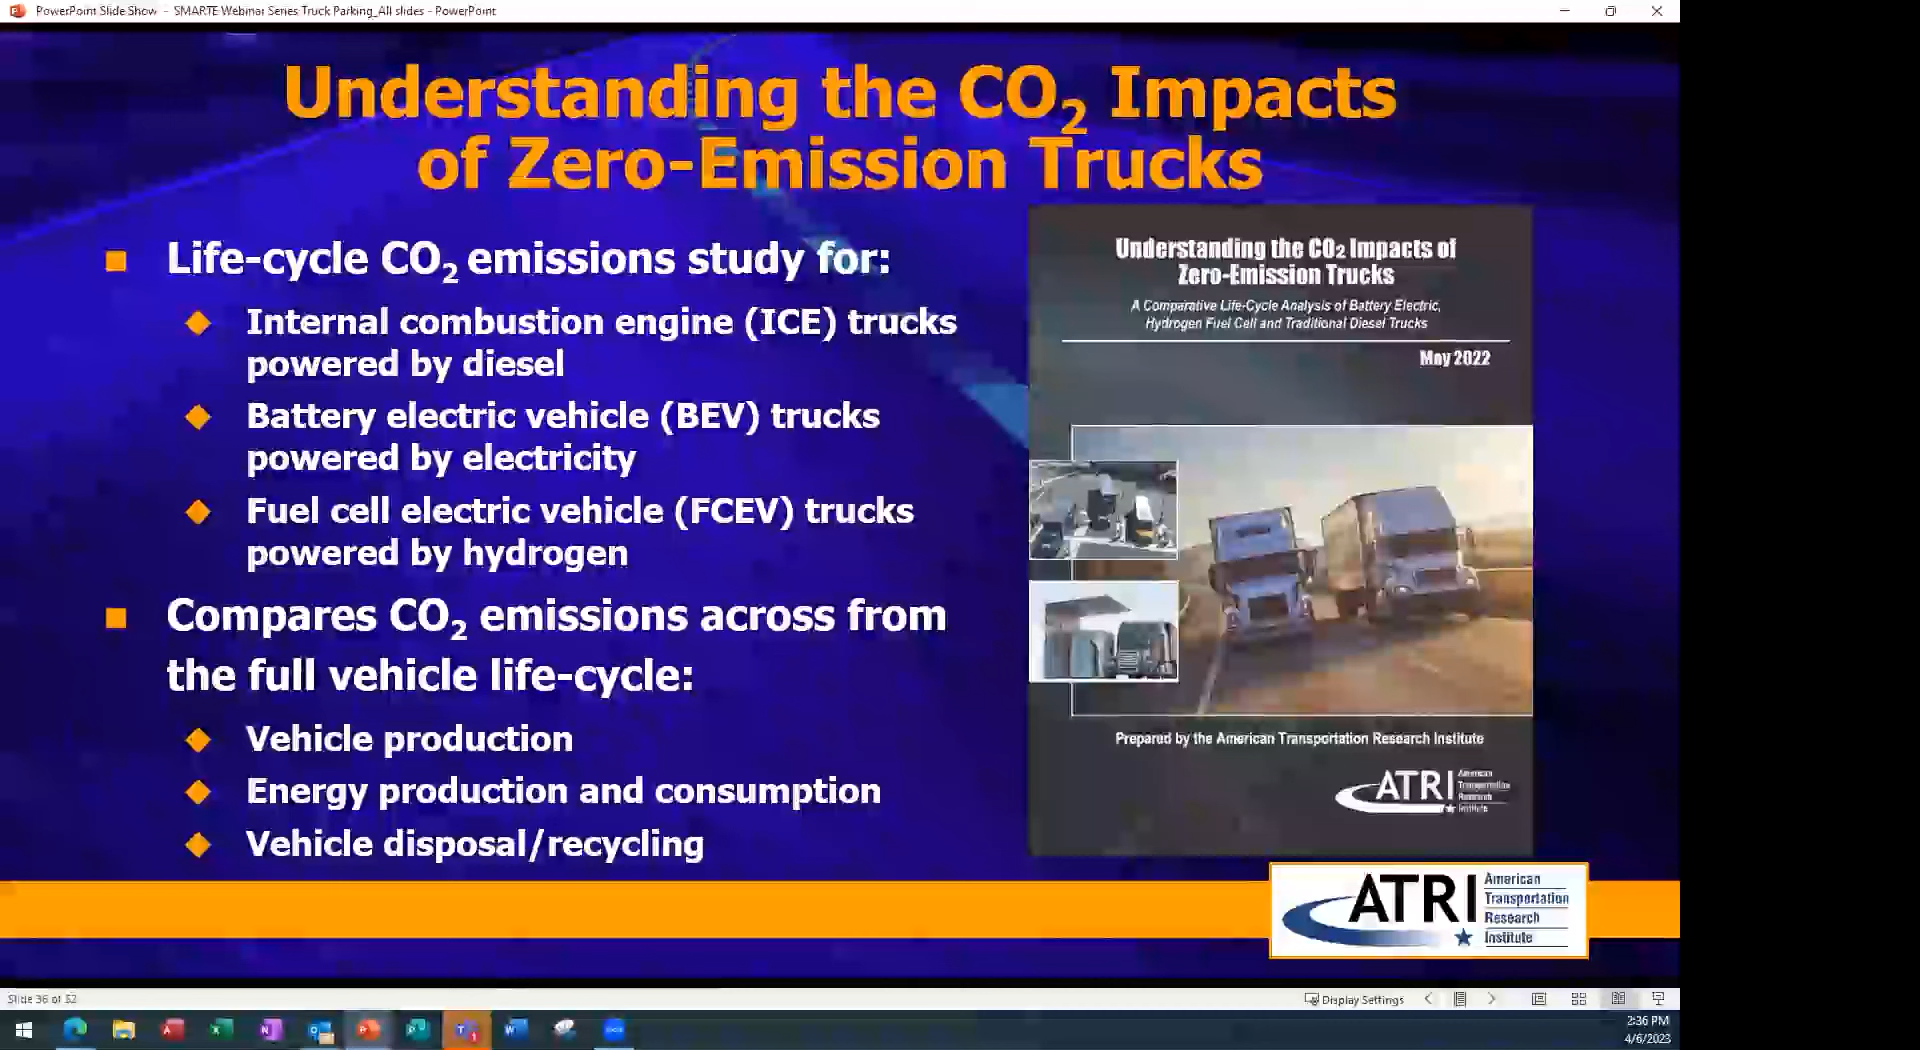 PowerPoint Slide Show - SMARTE Webinar Series Truck Parking_All slides - PowerPoint
Understanding the CO2 Impacts
of Zero-Emission Trucks
Life-cycle CO2 emissions study for:
Internal combustion engine (ICE) trucks
powered by diesel
Battery electric vehicle (BEV) trucks
powered by electricity
Fuel cell electric vehicle (FCEV) trucks
powered by hydrogen
Compares CO2 emissions across from
the full vehicle life-cycle:
Vehicle production
Energy production and consumption
Vehicle disposal/recycling
Understanding the CO2 Impacts of
Zero-Emission Trucks
A Comparative Life-Cycle Analysis of Battery Electric,
Hydrogen Fuel Cell and Traditional Diesel Trucks
May 2022
Prepared by the American Transportation Research Institute
ATRI
American
Transportation
Research
Institute
ATRI
American
Transportation
Research
Institute
Slide 36 of 52
Display Settings
2:36 PM
4/6/2023